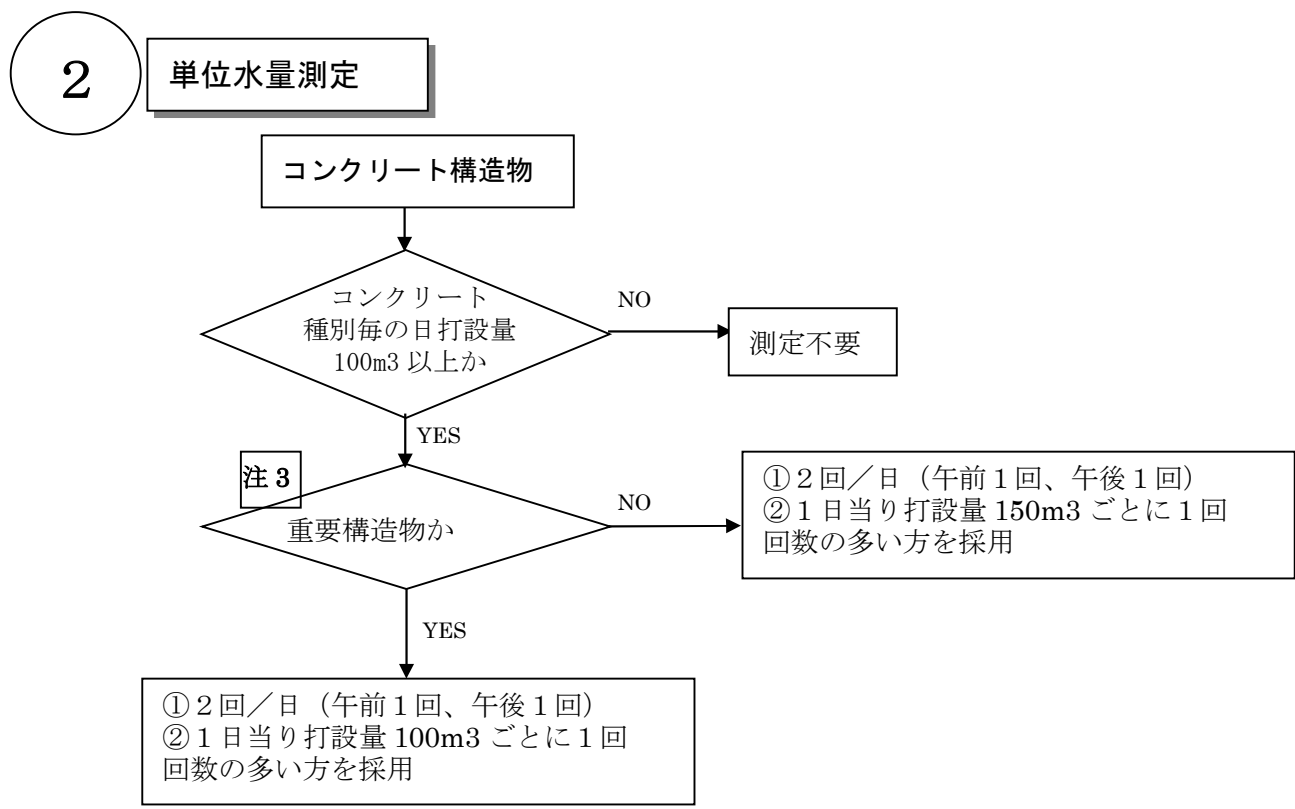 2
単位水量測定
コンクリート構造物
コンクリート
種別毎の日打設量
100m3 以上か
NO
測定不要
YES
注3
重要構造物か
NO
①2回／日（午前1回、午後1回）
②1日当り打設量 150m3 ごとに1回
回数の多い方を採用
YES
①2回／日（午前1回、午後1回）
②1日当り打設量 100m3 ごとに1回
回数の多い方を採用